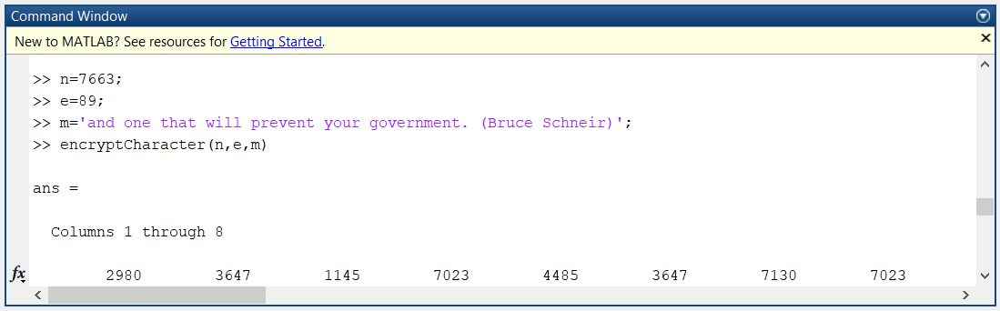 Command Window
New to MATLAB? See resources for Getting Started.
>> n=7663;
>> e=89;
>> m='and one that will prevent your government. (Bruce Schneir)';
>> encryptCharacter(n,e,m)
ans =
Columns 1 through 8
fx 2980 3647 1145 7023 4485 3647 7130 7023